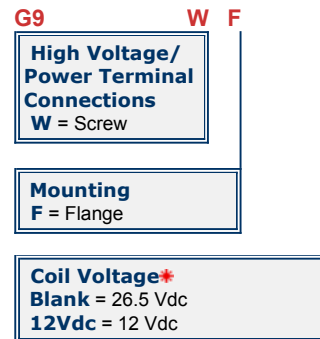 G9 W F
High Voltage/
Power Terminal
Connections
W = Screw
Mounting
F = Flange
Coil Voltage*
Blank = 26.5 Vdc
12Vdc = 12 Vdc